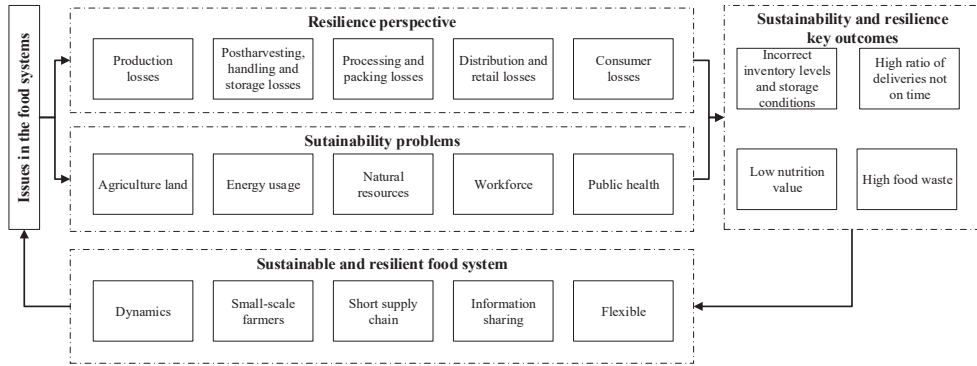 Issues in the food systems
Resilience perspective
Production
losses
Postharvesting,
handling and
storage losses
Processing and
packing losses
Distribution and
retail losses
Consumer
losses
Sutainability problems
Agriculture land
Energy usage
Natural
resources
Workforce
Public health
Sustainability and resilience
key outcomes
Incorrect
inventory levels
and storage
conditions
High ratio of
deliveries not
on time
Low nutrition
value
High food waste
Sustainable and resilient food system
Dynamics
Small-scale
farmers
Short supply
chain
Information
sharing
Flexible